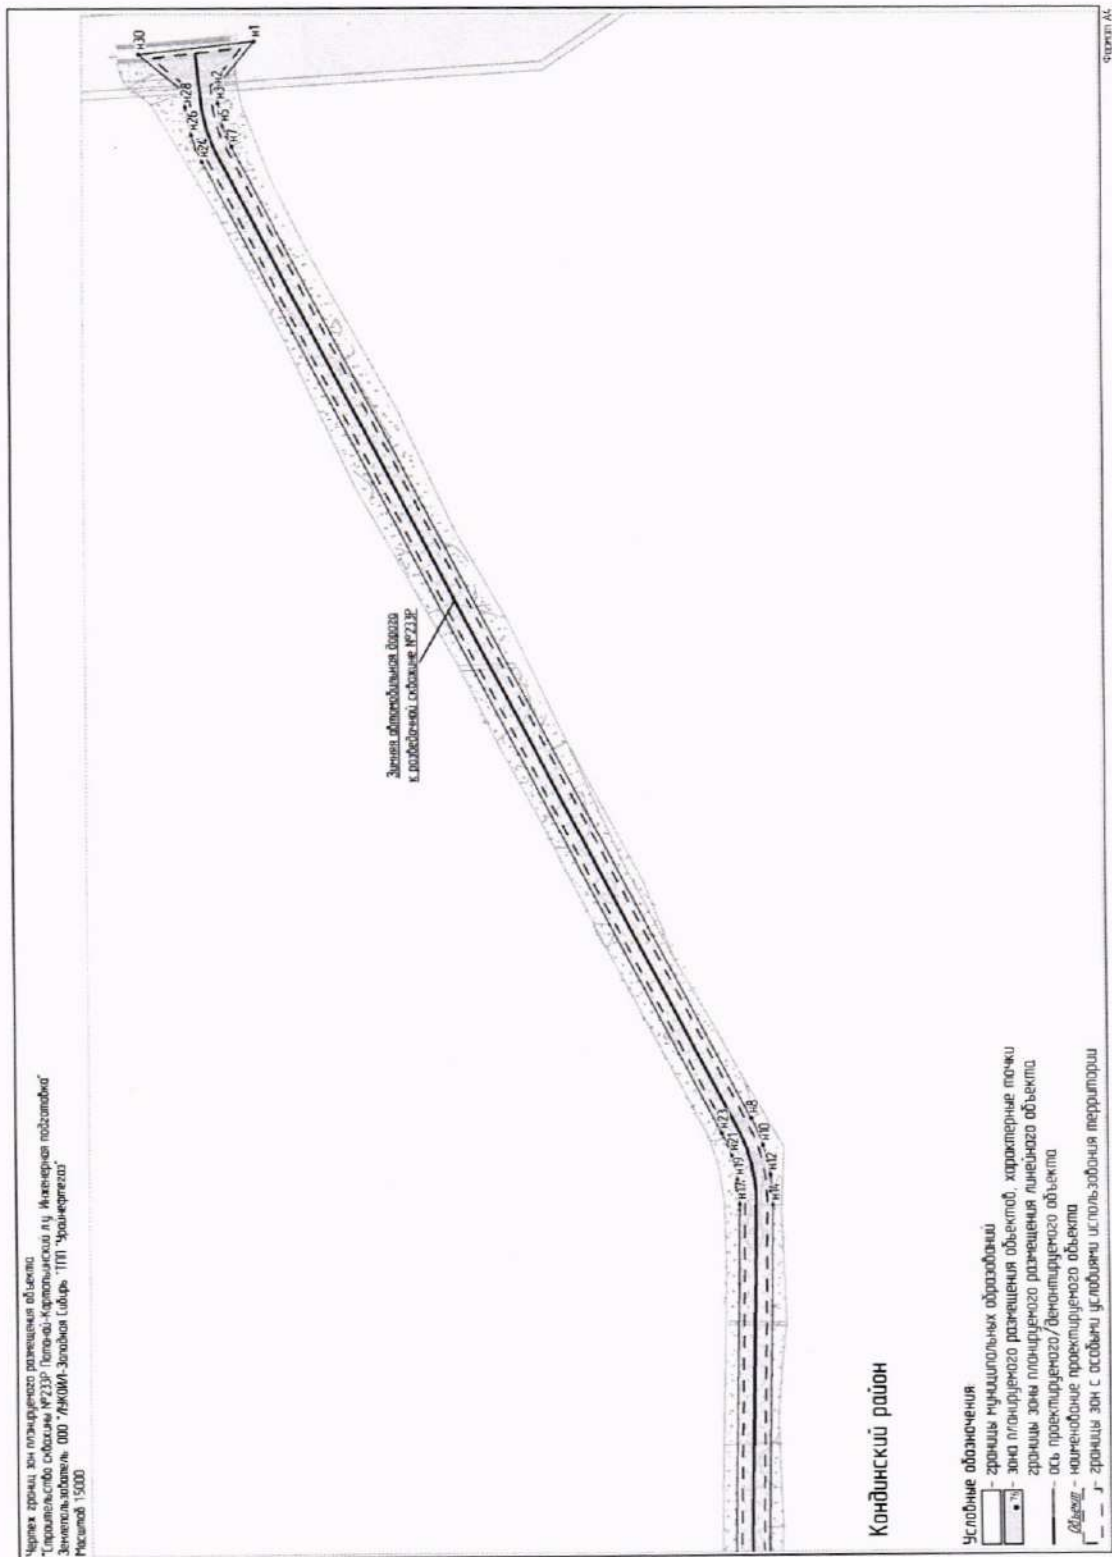 Чертеж границ зон планируемого размещения объекта
"Строительство скважины №233Р Потанай-Картопьинский л.у. Инженерная подготовка"
Землепользователь: ООО "ЛУКОЙЛ-Западная Сибирь" ТПП "Урайнефтегаз"
Масштаб 1:5000
н30
н1
н28
н26
н24
н2
н3
н5
н7
Зимняя автомобильная дорога
к разведочной скважине №233Р
н23
н21
н19
н17
н8
н10
н12
н14
Кондинский район
Условные обозначения:
- границы муниципальных образований
- зона планируемого размещения объектов, характерные точки
границы зоны планируемого размещения линейного объекта
- ось проектируемого/демонтируемого объекта
Объект - наименование проектируемого объекта
- границы зон с особыми условиями использования территории
Формат А4